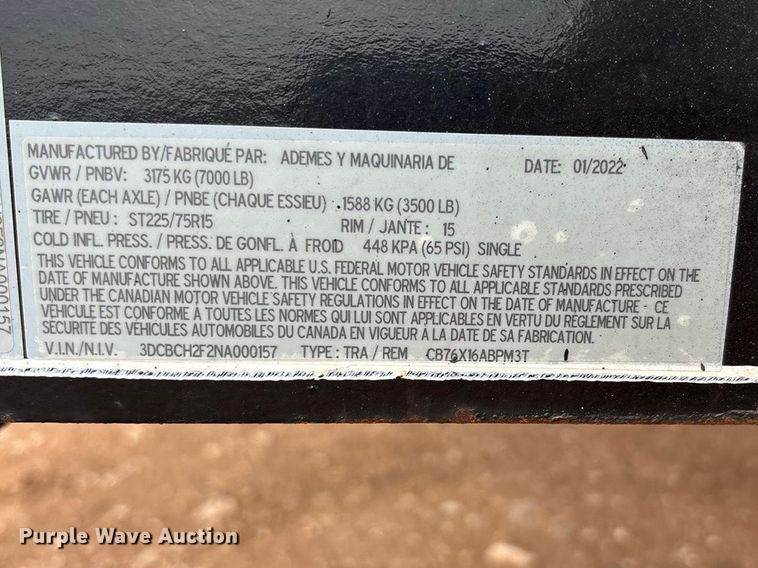 MANUFACTURED BY/FABRIQUÉ PAR: ADEMES Y MAQUINARIA DE DATE: 01/2022
GVWR / PNBV: 3175 KG (7000 LB)
GAWR (EACH AXLE) / PNBE (CHAQUE ESSIEU) 1588 KG (3500 LB)
TIRE / PNEU : ST225/75R15 RIM / JANTE : 15
COLD INFL. PRESS. / PRESS. DE GONFL. À FROID 448 KPA (65 PSI) SINGLE
THIS VEHICLE CONFORMS TO ALL APPLICABLE U.S. FEDERAL MOTOR VEHICLE SAFETY STANDARDS IN EFFECT ON THE
DATE OF MANUFACTURE SHOWN ABOVE. THIS VEHICLE CONFORMS TO ALL APPLICABLE STANDARDS PRESCRIBED
UNDER THE CANADIAN MOTOR VEHICLE SAFETY REGULATIONS IN EFFECT ON THE DATE OF MANUFACTURE - CE
VÉHICULE EST CONFORME A TOUTES LES NORMES QUI LUI SONT APPLICABLES EN VERTU DU RÈGLEMENT SUR LA
SÉCURITÉ DES VÉHICULES AUTOMOBILES DU CANADA EN VIGUEUR A LA DATE DE SA FABRICATION.
V.I.N./N.I.V. 3DCBCH2F2NA000157 TYPE : TRA / REM CB76X16ABPM3T
Purple Wave Auction